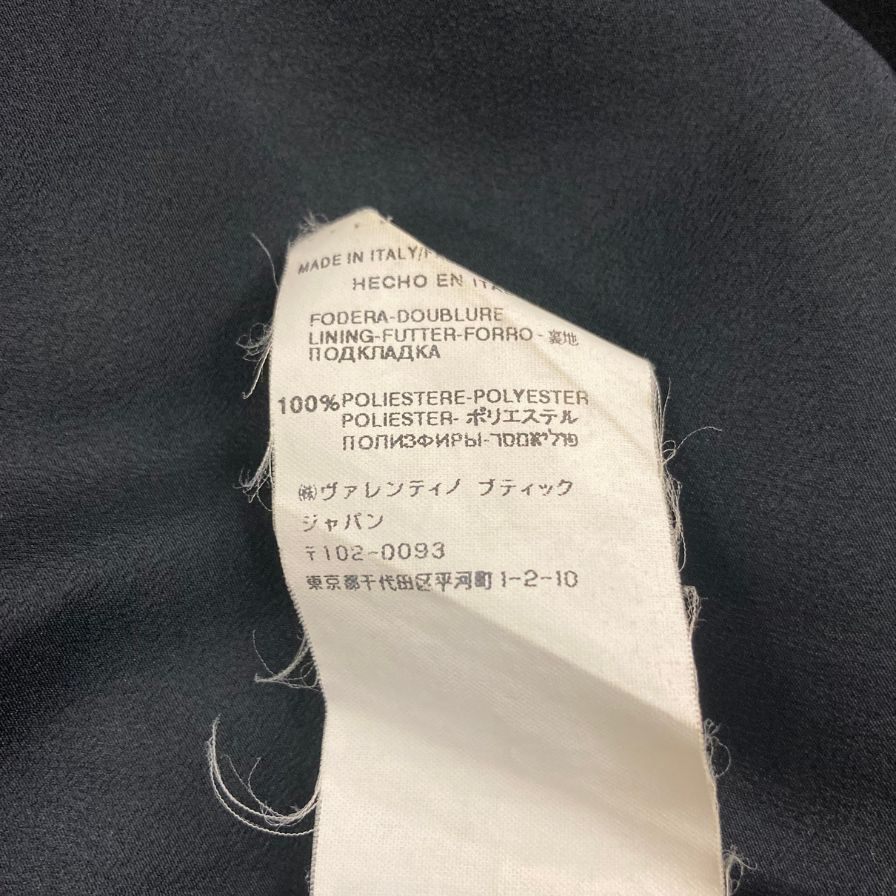 MADE IN ITALY/
HECHO EN
FODERA-DOUBLURE
LINING-FUTTER-FORRO-裏地
ПОДКЛАДКА
100% POLIESTERE-POLYESTER
POLIESTER-ポリエステル
ПОЛИЗФИРЫ-פוליאסטר
㈱ヴァレンティノ ブティック
ジャパン
〒102-0093
東京都千代田区平河町1-2-10